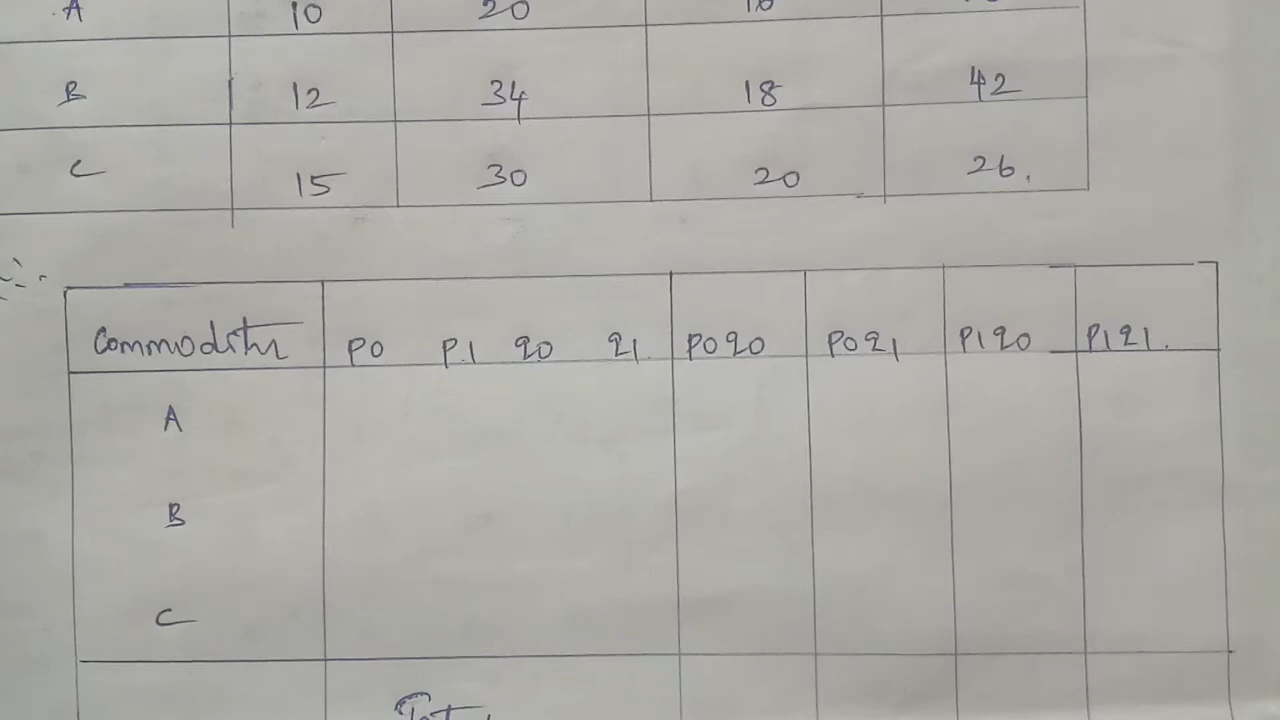 A 10 20
B 12 34 18 42
C 15 30 20 26.
Commodity P0 P1 q0 q1 P0q0 P0q1 P1q0 P1q1.
A
B
C